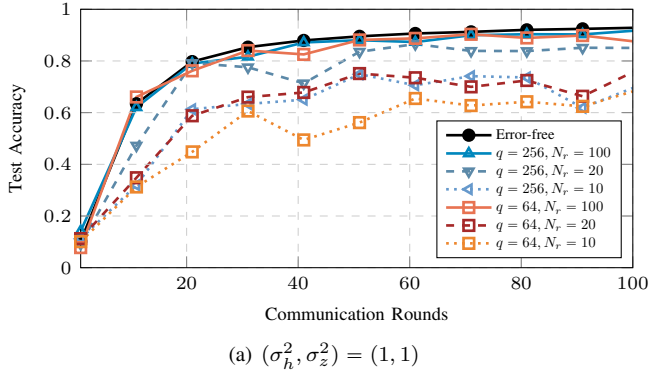 1
0.8
0.6
0.4
0.2
0
Test Accuracy
Error-free
q = 256, N_r = 100
q = 256, N_r = 20
q = 256, N_r = 10
q = 64, N_r = 100
q = 64, N_r = 20
q = 64, N_r = 10
20 40 60 80 100
Communication Rounds
(a) (σ_h^2, σ_z^2) = (1, 1)